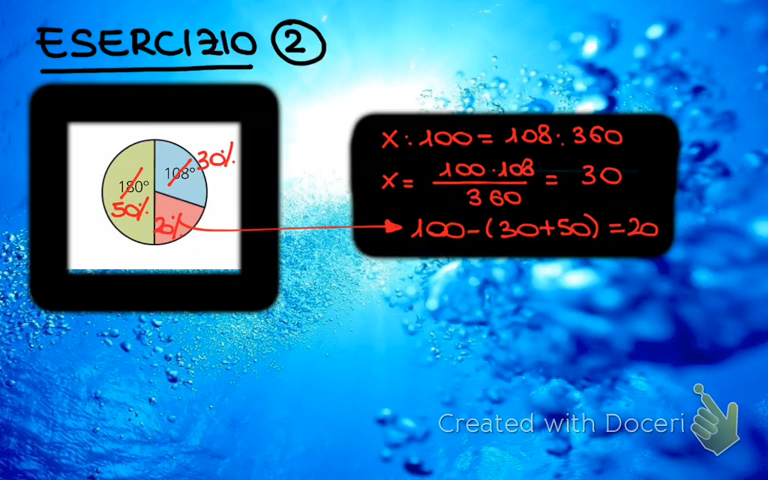 ESERCIZIO 2
180° 108° 30%
50% 20%
x : 100 = 108 : 360
x = 100 · 108 / 360 = 30
100 - (30 + 50) = 20
Created with Doceri